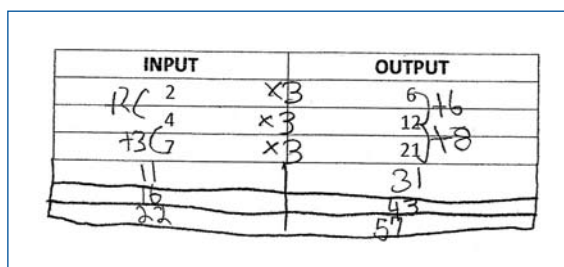 INPUT OUTPUT
+2( 2 ×3 6 } +6
4 ×3 12
+3( 7 ×3 21 } +8
11 31
16 43
22 57